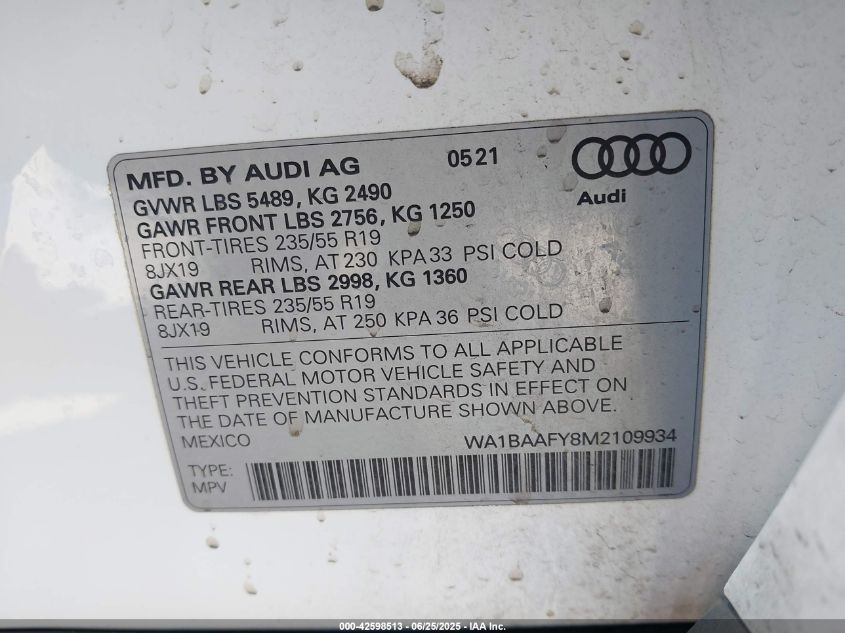 MFD. BY AUDI AG 0521
Audi
GVWR LBS 5489, KG 2490
GAWR FRONT LBS 2756, KG 1250
FRONT-TIRES 235/55 R19
8JX19 RIMS, AT 230 KPA 33 PSI COLD
GAWR REAR LBS 2998, KG 1360
REAR-TIRES 235/55 R19
8JX19 RIMS, AT 250 KPA 36 PSI COLD
THIS VEHICLE CONFORMS TO ALL APPLICABLE
U.S. FEDERAL MOTOR VEHICLE SAFETY AND
THEFT PREVENTION STANDARDS IN EFFECT ON
THE DATE OF MANUFACTURE SHOWN ABOVE.
MEXICO WA1BAAFY8M2109934
TYPE:
MPV
000-42598513 - 06/25/2025 - IAA Inc.